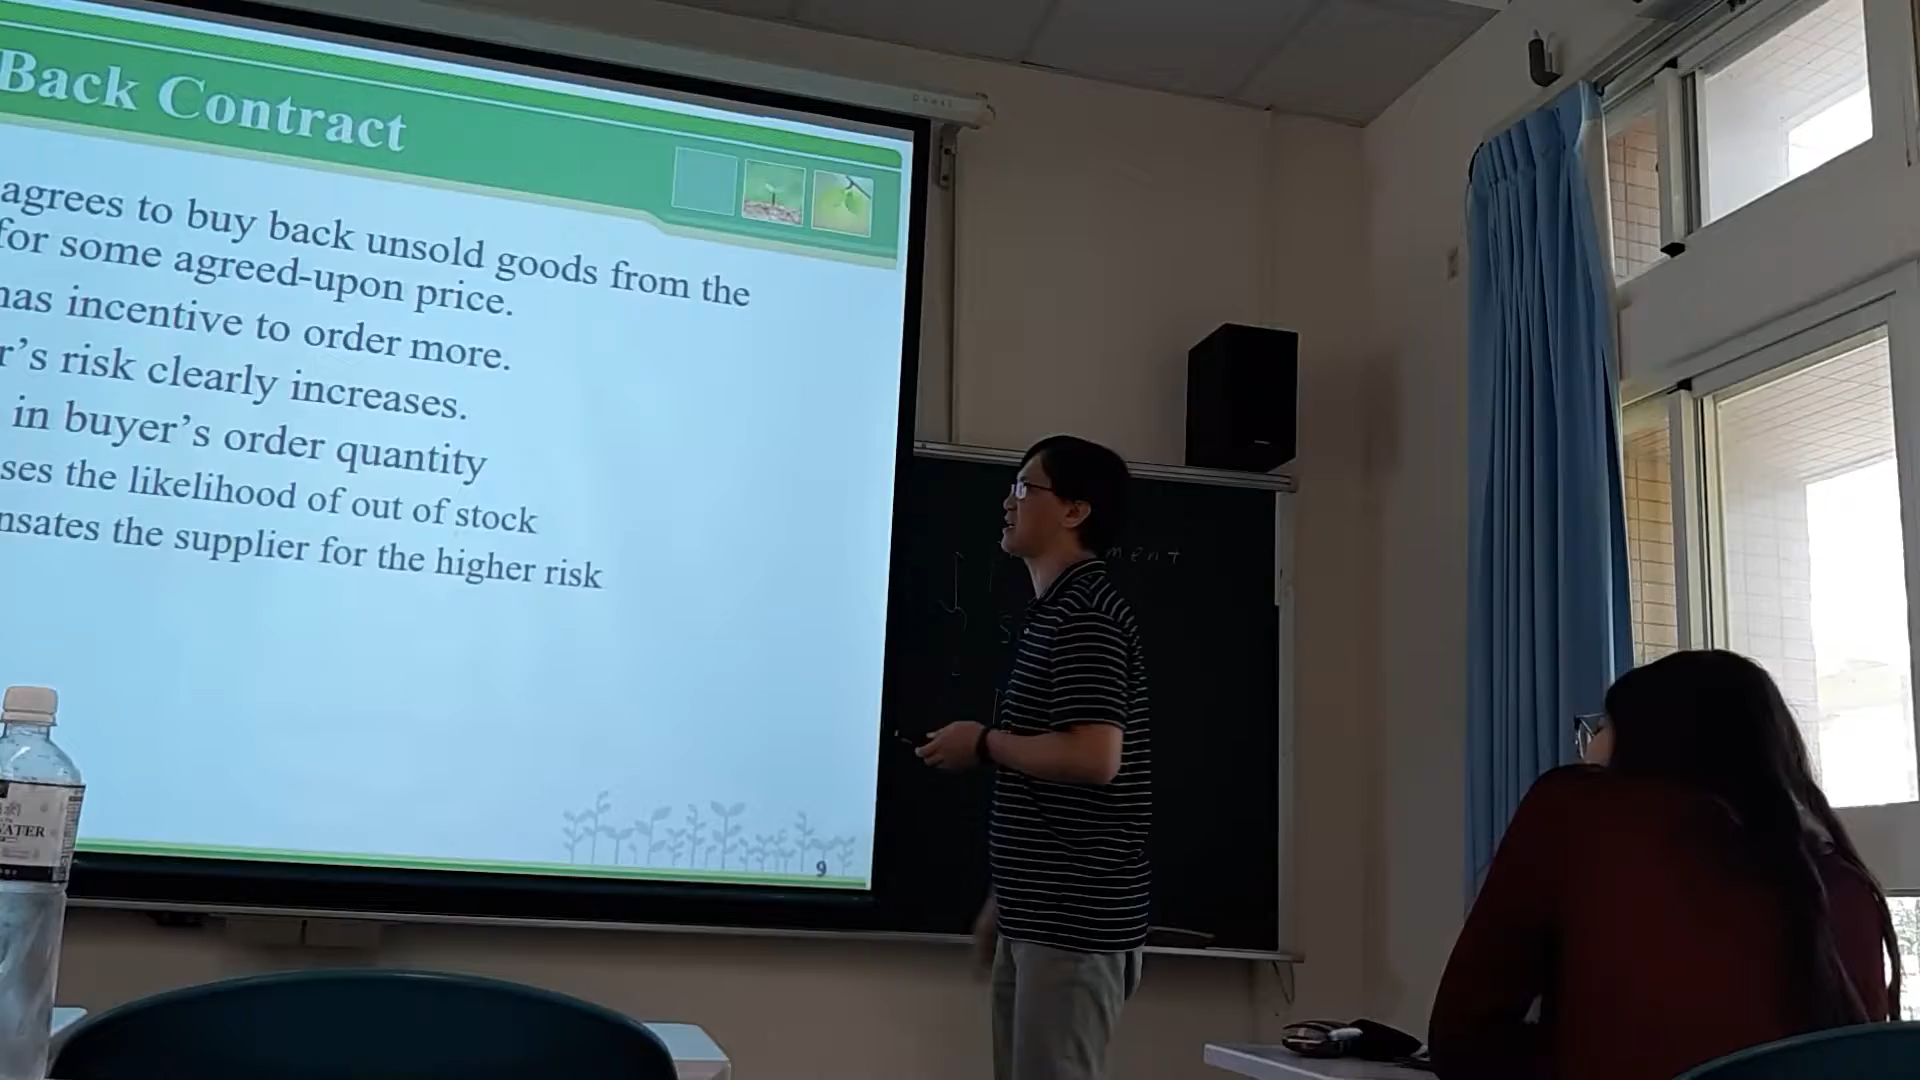 Back Contract
agrees to buy back unsold goods from the
for some agreed-upon price.
has incentive to order more.
r's risk clearly increases.
in buyer's order quantity
ses the likelihood of out of stock
nsates the supplier for the higher risk
9
ment
WATER